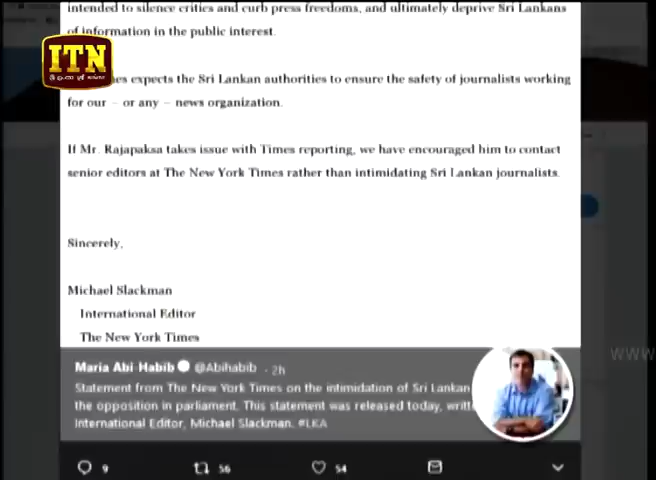 intended to silence critics and curb press freedoms, and ultimately deprive Sri Lankans
of information in the public interest.
ITN
expects the Sri Lankan authorities to ensure the safety of journalists working
for our – or any – news organization.
If Mr. Rajapaksa takes issue with Times reporting, we have encouraged him to contact
senior editors at The New York Times rather than intimidating Sri Lankan journalists.
Sincerely,
Michael Slackman
International Editor
The New York Times
WWW
Maria Abi-Habib @Abihabib · 2h
Statement from The New York Times on the intimidation of Sri Lankan
the opposition in parliament. This statement was released today,
International Editor, Michael Slackman. #LKA
9 56 54